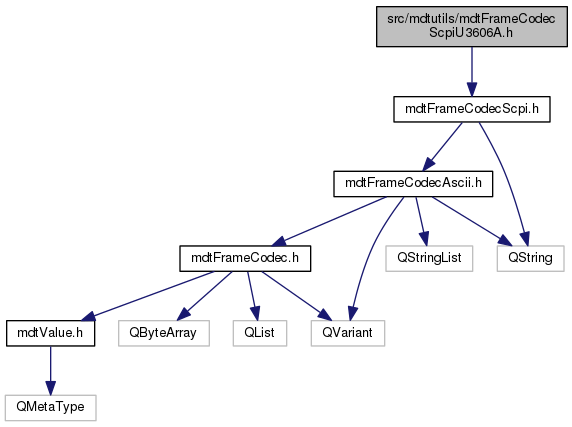 src/mdtutils/mdtFrameCodec
ScpiU3606A.h
mdtFrameCodecScpi.h
mdtFrameCodecAscii.h
mdtFrameCodec.h
QStringList
QString
mdtValue.h
QByteArray
QList
QVariant
QMetaType